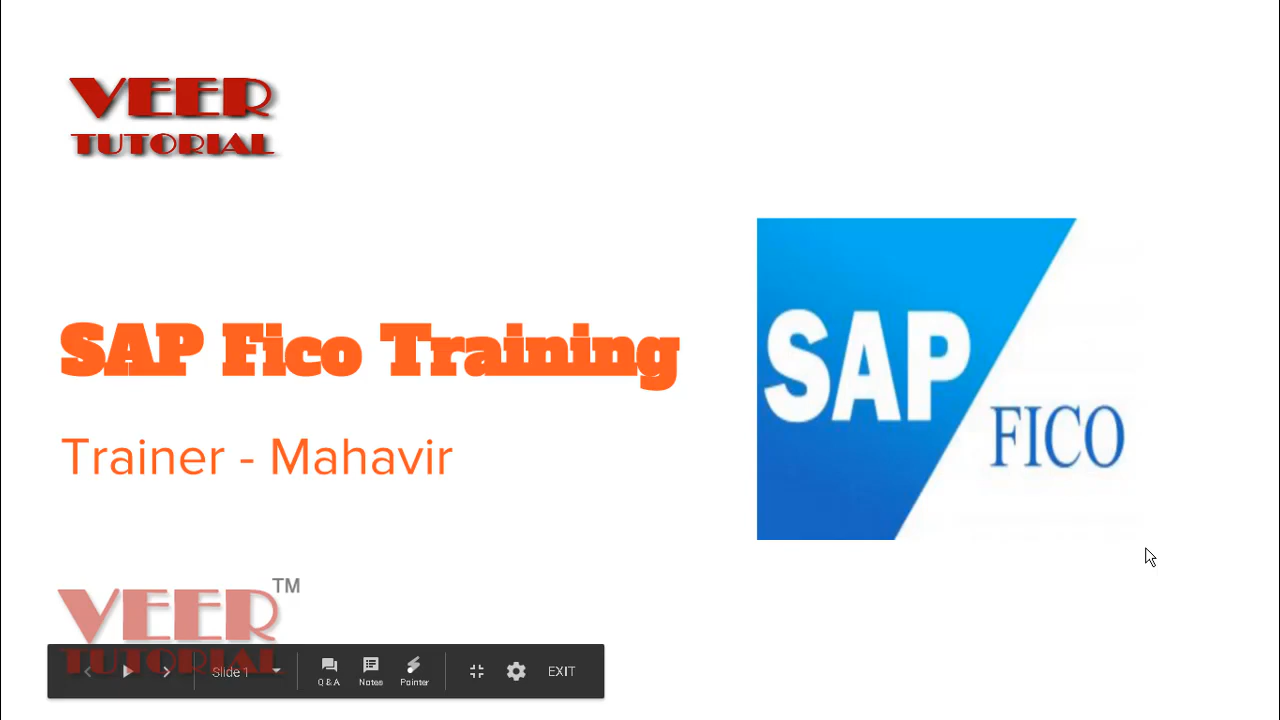 VEER
TUTORIAL
SAP Fico Training
Trainer - Mahavir
SAP
FICO
VEER TM
TUTORIAL
Slide 1
Q & A
Notes
Pointer
EXIT